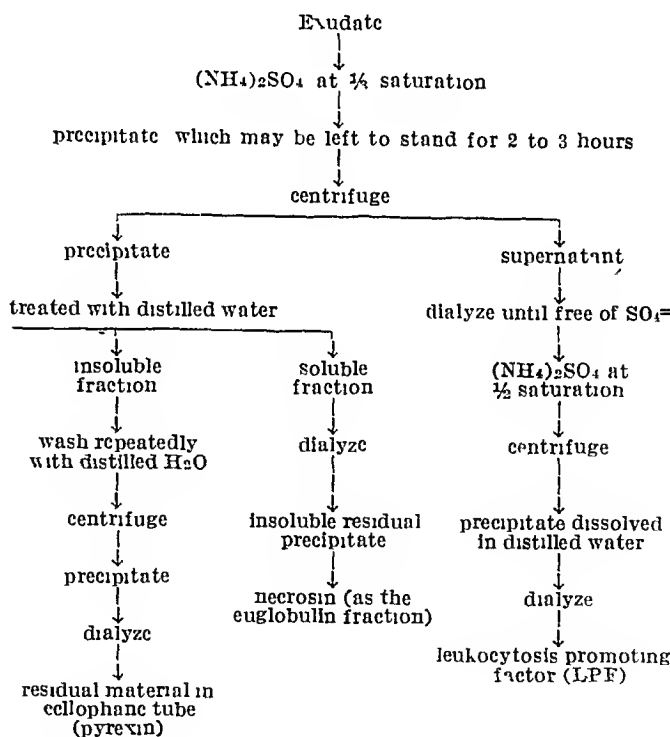 Exudate
(NH₄)₂SO₄ at ⅓ saturation
precipitate which may be left to stand for 2 to 3 hours
centrifuge
precipitate
treated with distilled water
insoluble
fraction
wash repeatedly
with distilled H₂O
centrifuge
precipitate
dialyze
residual material in
cellophane tube
(pyrexin)
soluble
fraction
dialyze
insoluble residual
precipitate
necrosin (as the
euglobulin fraction)
supernatant
dialyze until free of SO₄=
(NH₄)₂SO₄ at
½ saturation
centrifuge
precipitate dissolved
in distilled water
dialyze
leukocytosis promoting
factor (LPF)